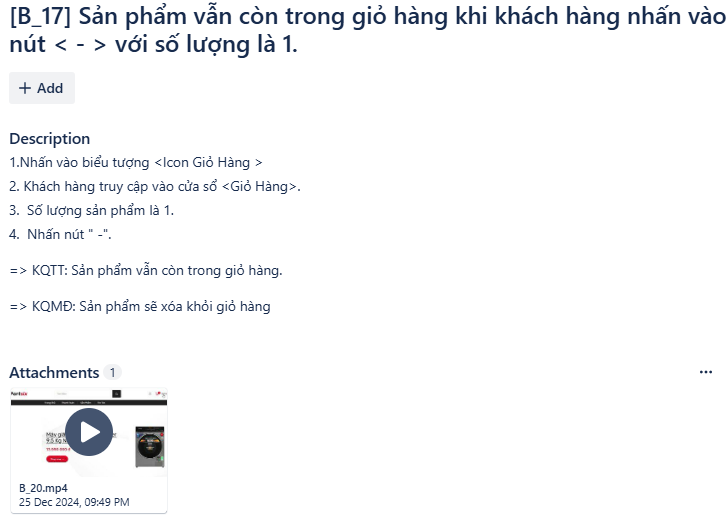 [B_17] Sản phẩm vẫn còn trong giỏ hàng khi khách hàng nhấn vào
nút < - > với số lượng là 1.
+ Add
Description
1.Nhấn vào biểu tượng <Icon Giỏ Hàng >
2. Khách hàng truy cập vào cửa sổ <Giỏ Hàng>.
3. Số lượng sản phẩm là 1.
4. Nhấn nút " -".
=> KQTT: Sản phẩm vẫn còn trong giỏ hàng.
=> KQMĐ: Sản phẩm sẽ xóa khỏi giỏ hàng
Attachments 1
B_20.mp4
25 Dec 2024, 09:49 PM